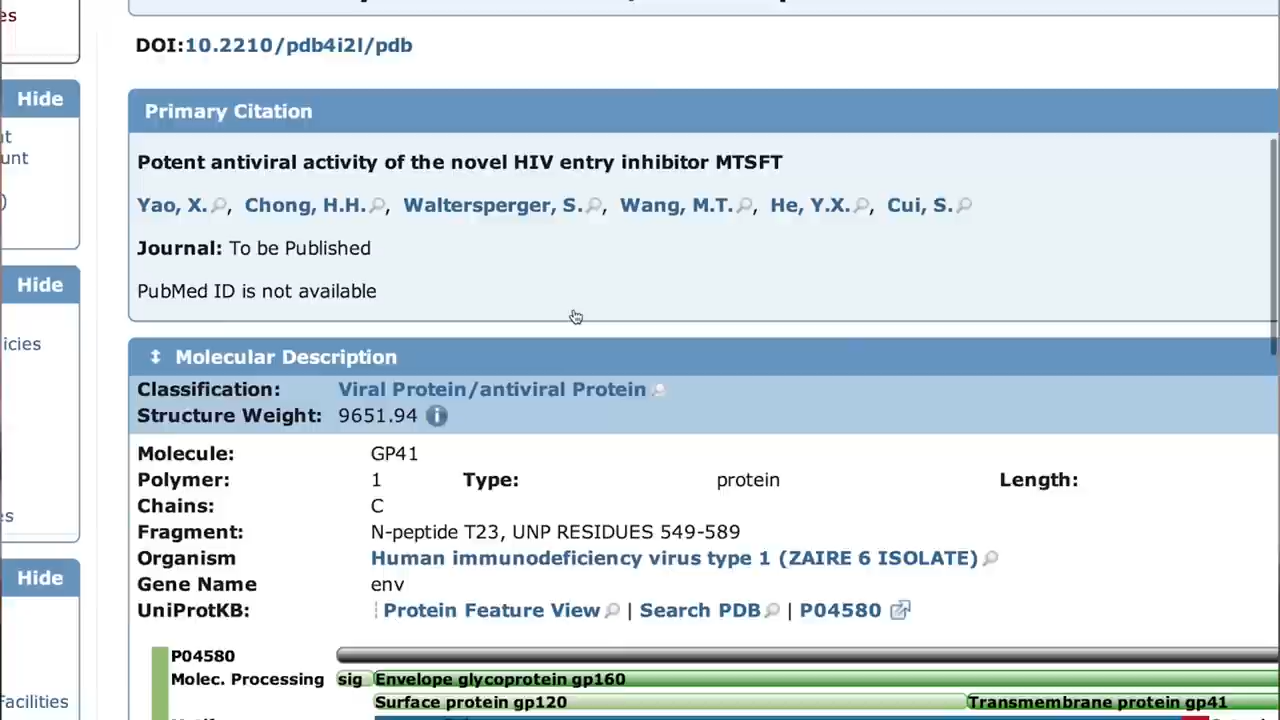 es
DOI:10.2210/pdb4i2l/pdb
Hide
Primary Citation
unt
Potent antiviral activity of the novel HIV entry inhibitor MTSFT
Yao, X., Chong, H.H., Waltersperger, S., Wang, M.T., He, Y.X., Cui, S.
)
Journal: To be Published
Hide
PubMed ID is not available
icies
Molecular Description
Classification: Viral Protein/antiviral Protein
Structure Weight: 9651.94
Molecule: GP41
Polymer: 1 Type: protein Length:
Chains: C
es
Fragment: N-peptide T23, UNP RESIDUES 549-589
Organism Human immunodeficiency virus type 1 (ZAIRE 6 ISOLATE)
Hide
Gene Name env
UniProtKB: Protein Feature View | Search PDB | P04580
P04580
Molec. Processing sig Envelope glycoprotein gp160
Facilities
Surface protein gp120 Transmembrane protein gp41